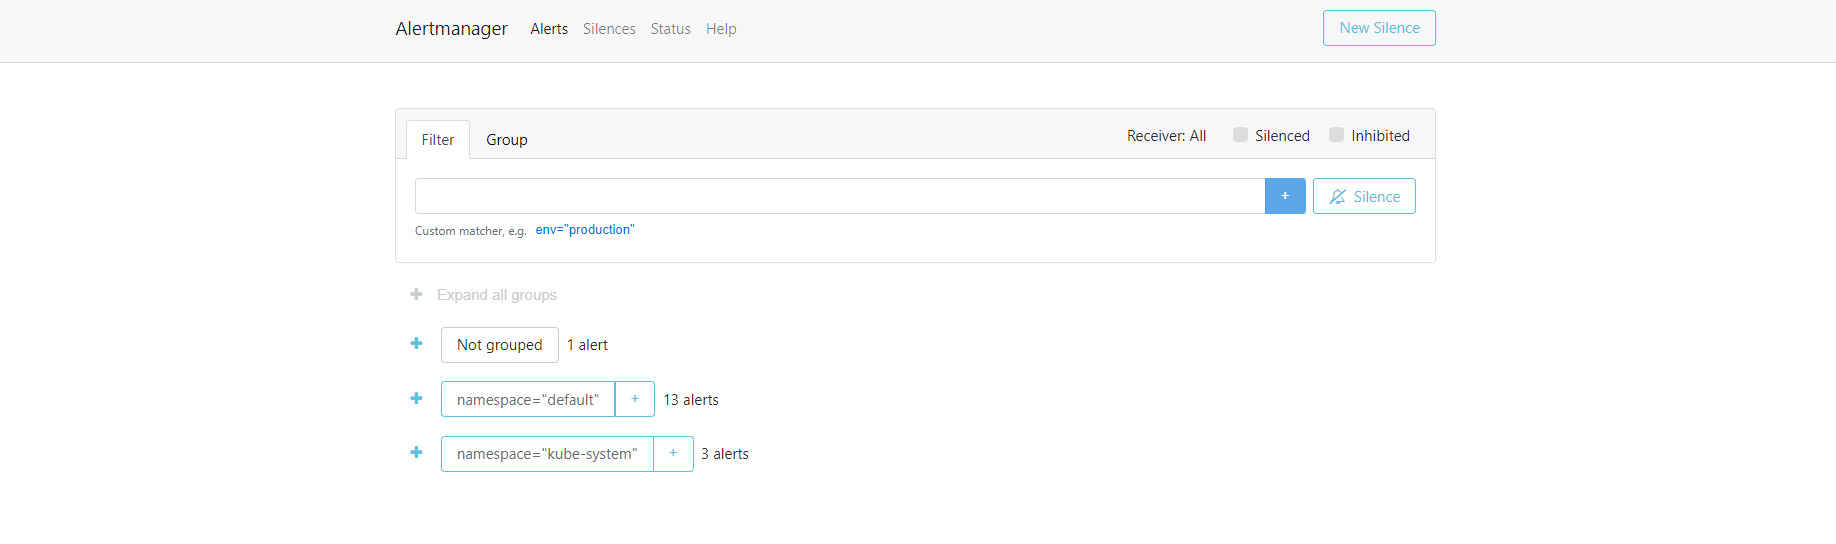 Alertmanager Alerts Silences Status Help New Silence
Filter Group Receiver: All Silenced Inhibited
+ Silence
Custom matcher, e.g. env="production"
+ Expand all groups
+ Not grouped 1 alert
+ namespace="default" + 13 alerts
+ namespace="kube-system" + 3 alerts